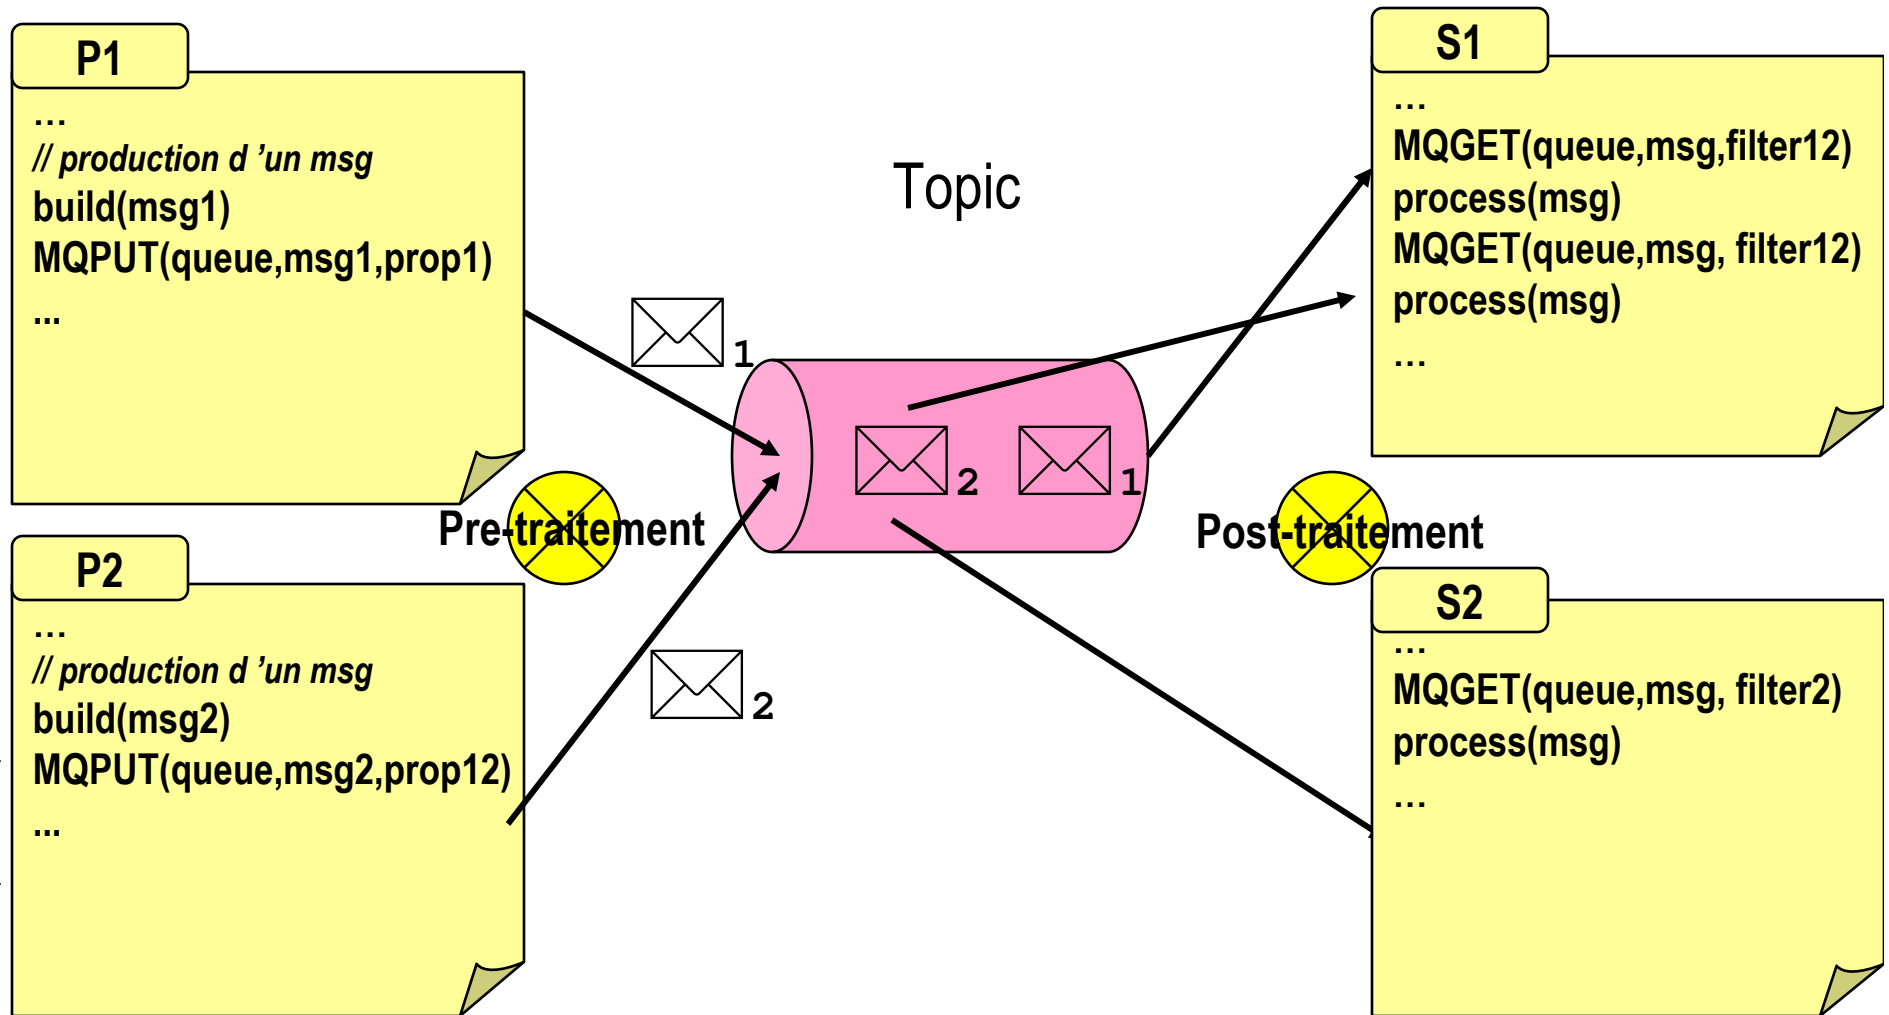 P1
…
// production d ’un msg
build(msg1)
MQPUT(queue,msg1,prop1)
...
P2
…
// production d ’un msg
build(msg2)
MQPUT(queue,msg2,prop12)
...
Topic
1
2
1
2
Pre-traitement
Post-traitement
S1
…
MQGET(queue,msg,filter12)
process(msg)
MQGET(queue,msg, filter12)
process(msg)
…
S2
…
MQGET(queue,msg, filter2)
process(msg)
…